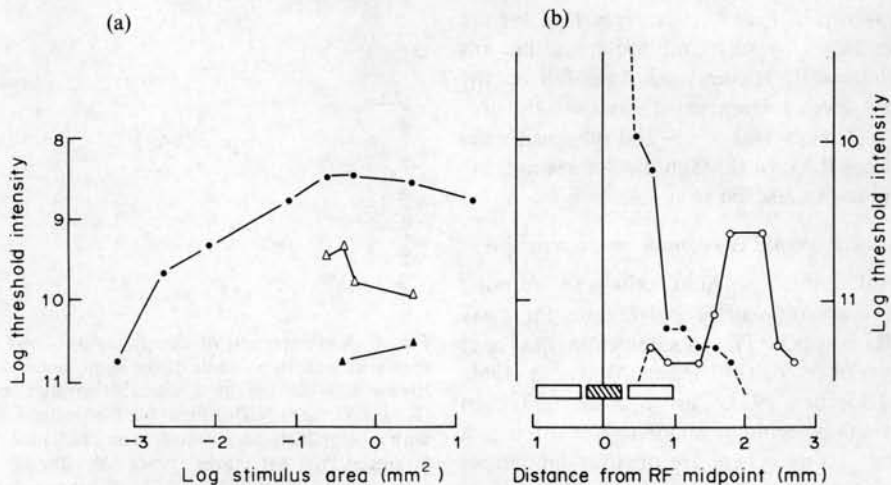 (a)
(b)
Log threshold intensity
8
9
10
11
−3
−2
−1
0
1
Log stimulus area (mm²)
10
11
Log threshold intensity
1
0
1
2
3
Distance from RF midpoint (mm)